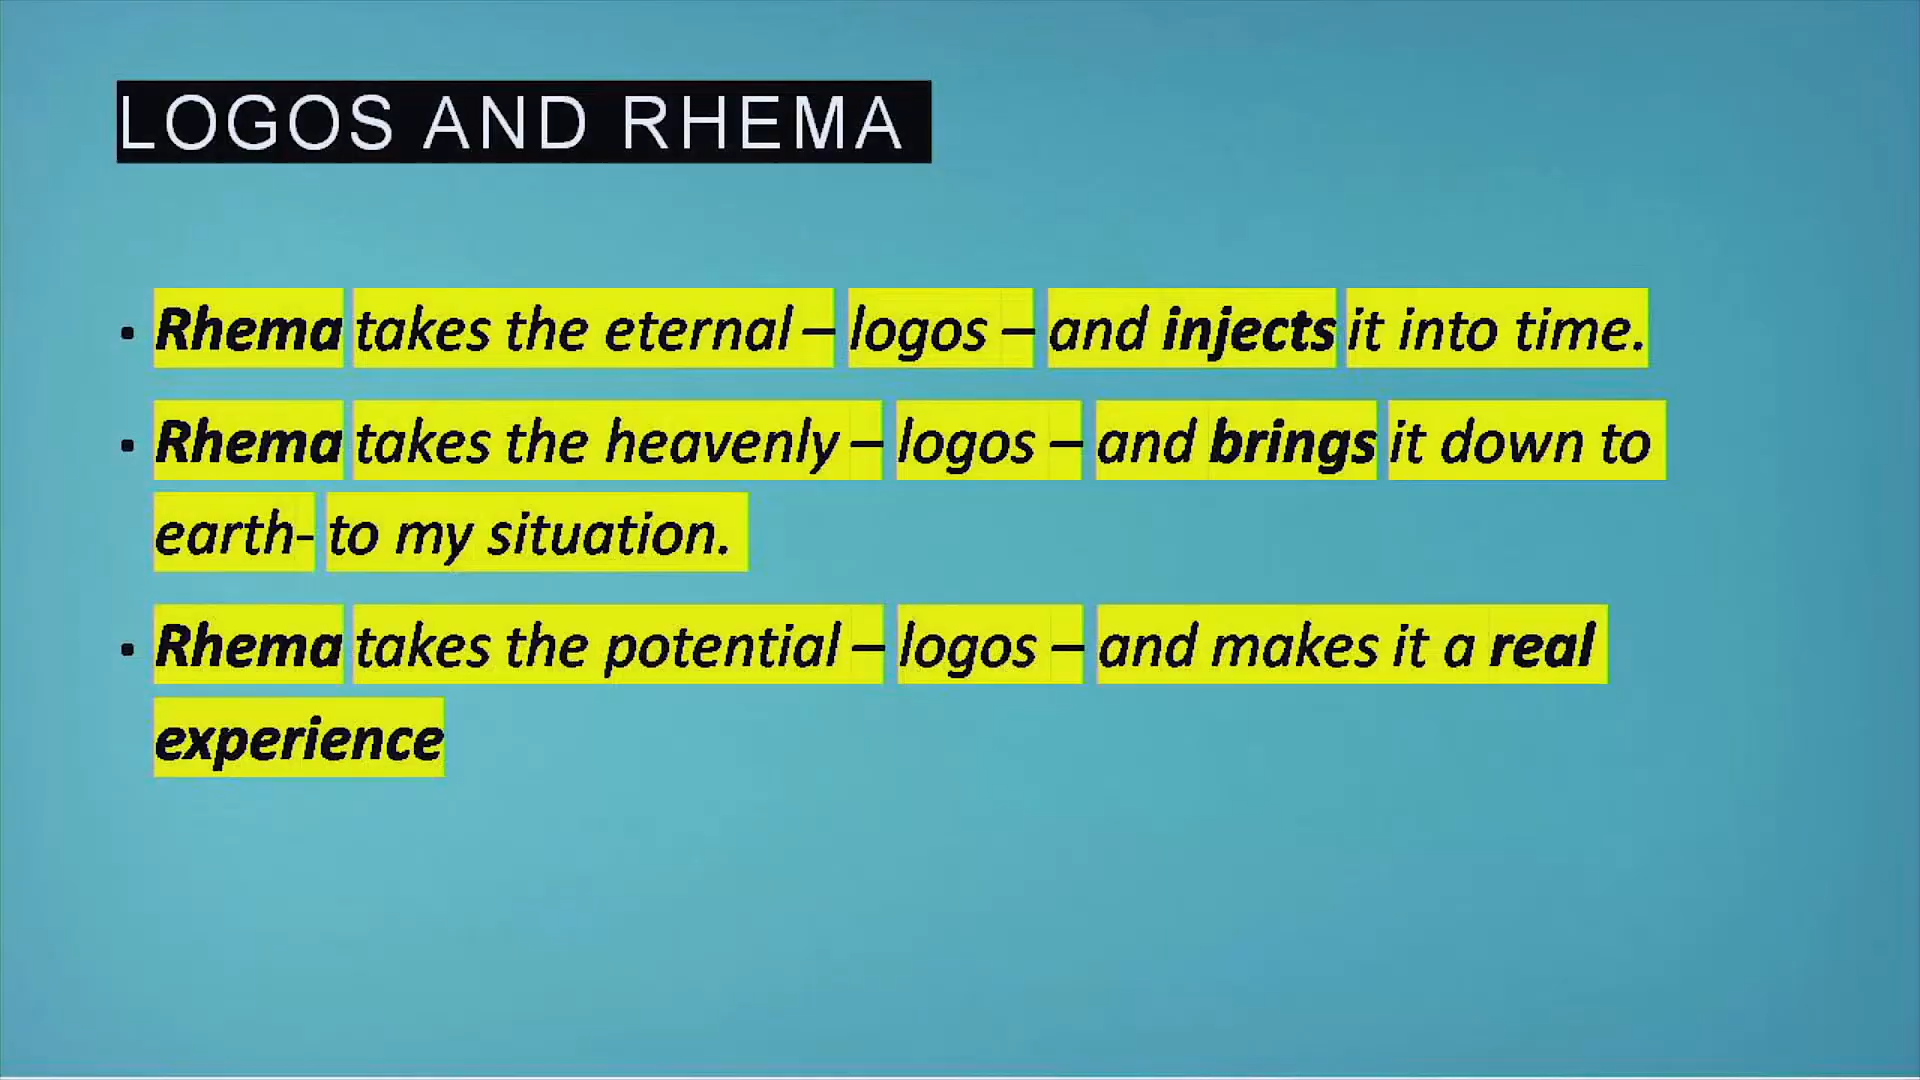 LOGOS AND RHEMA
• Rhema takes the eternal – logos – and injects it into time.
• Rhema takes the heavenly – logos – and brings it down to
earth- to my situation.
• Rhema takes the potential – logos – and makes it a real
experience